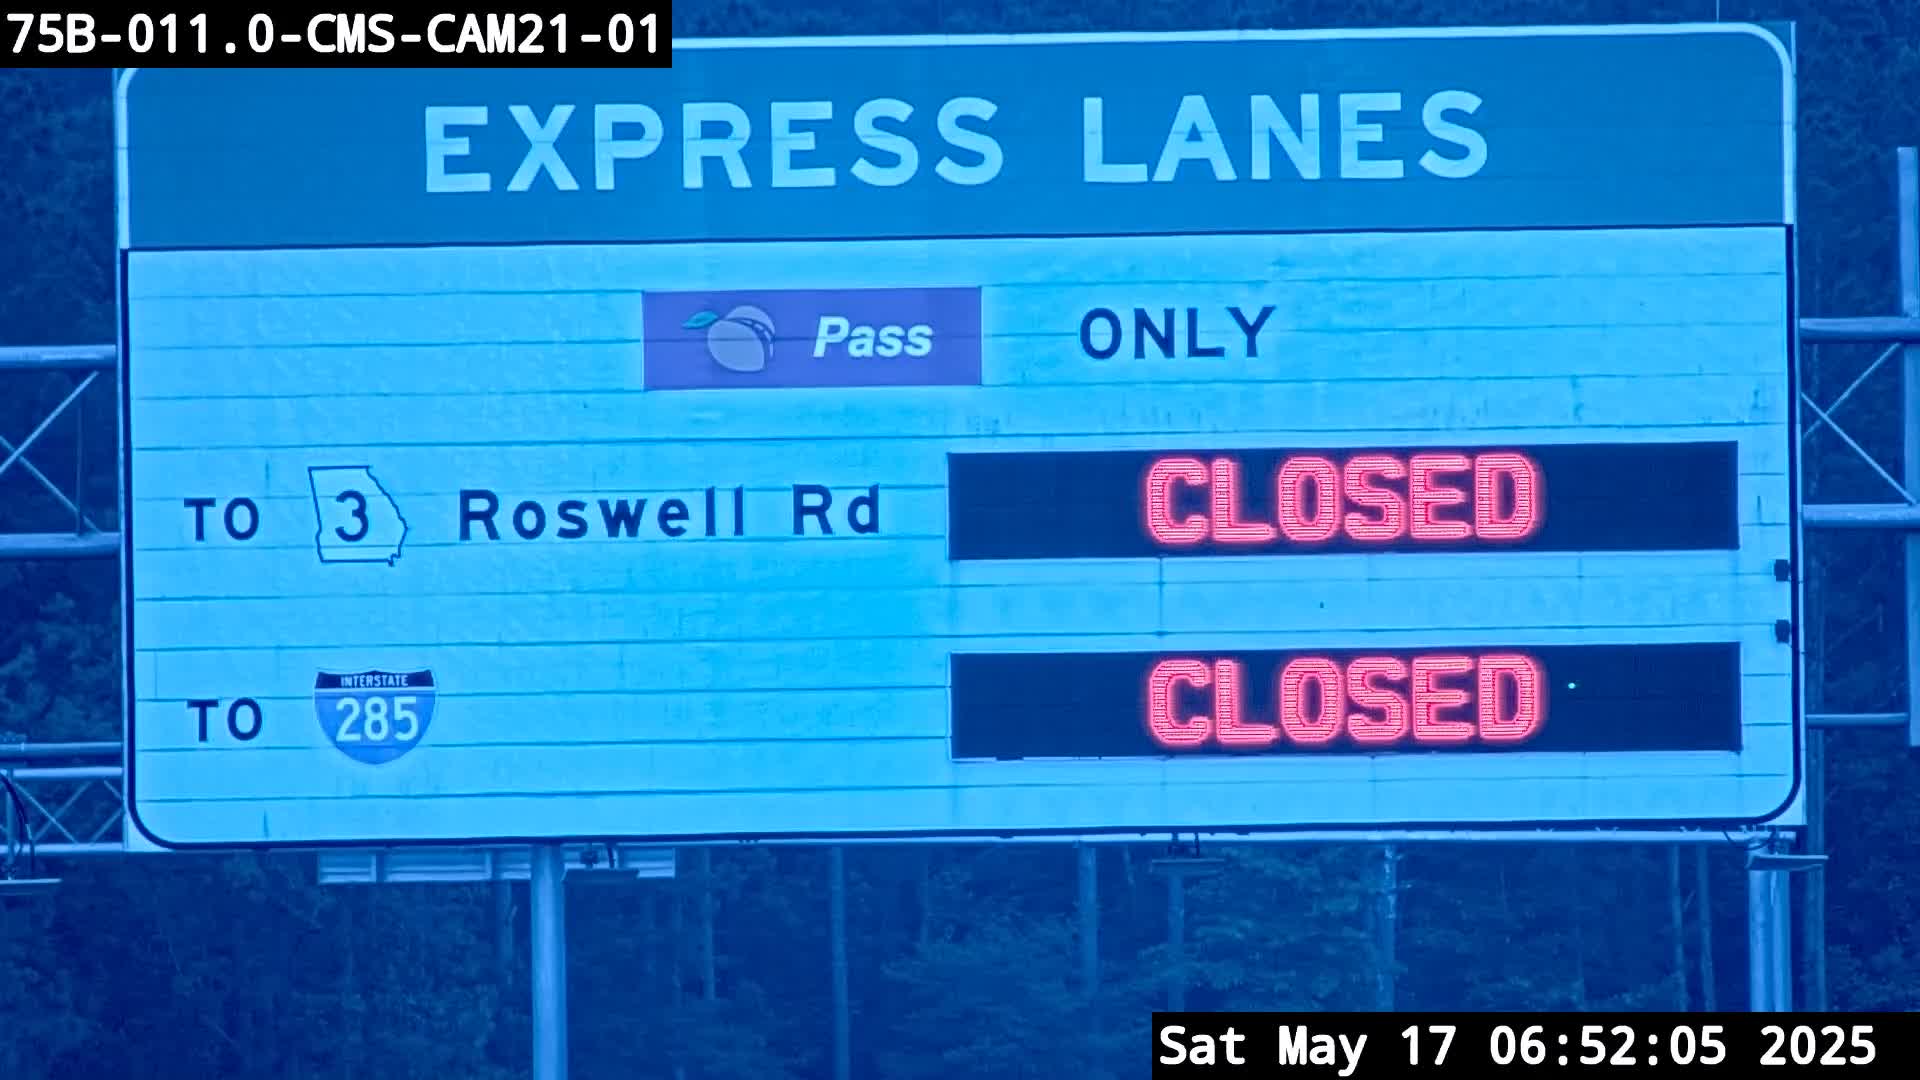 75B-011.0-CMS-CAM21-01
EXPRESS LANES
Pass ONLY
TO 3 Roswell Rd CLOSED
TO INTERSTATE 285 CLOSED
Sat May 17 06:52:05 2025